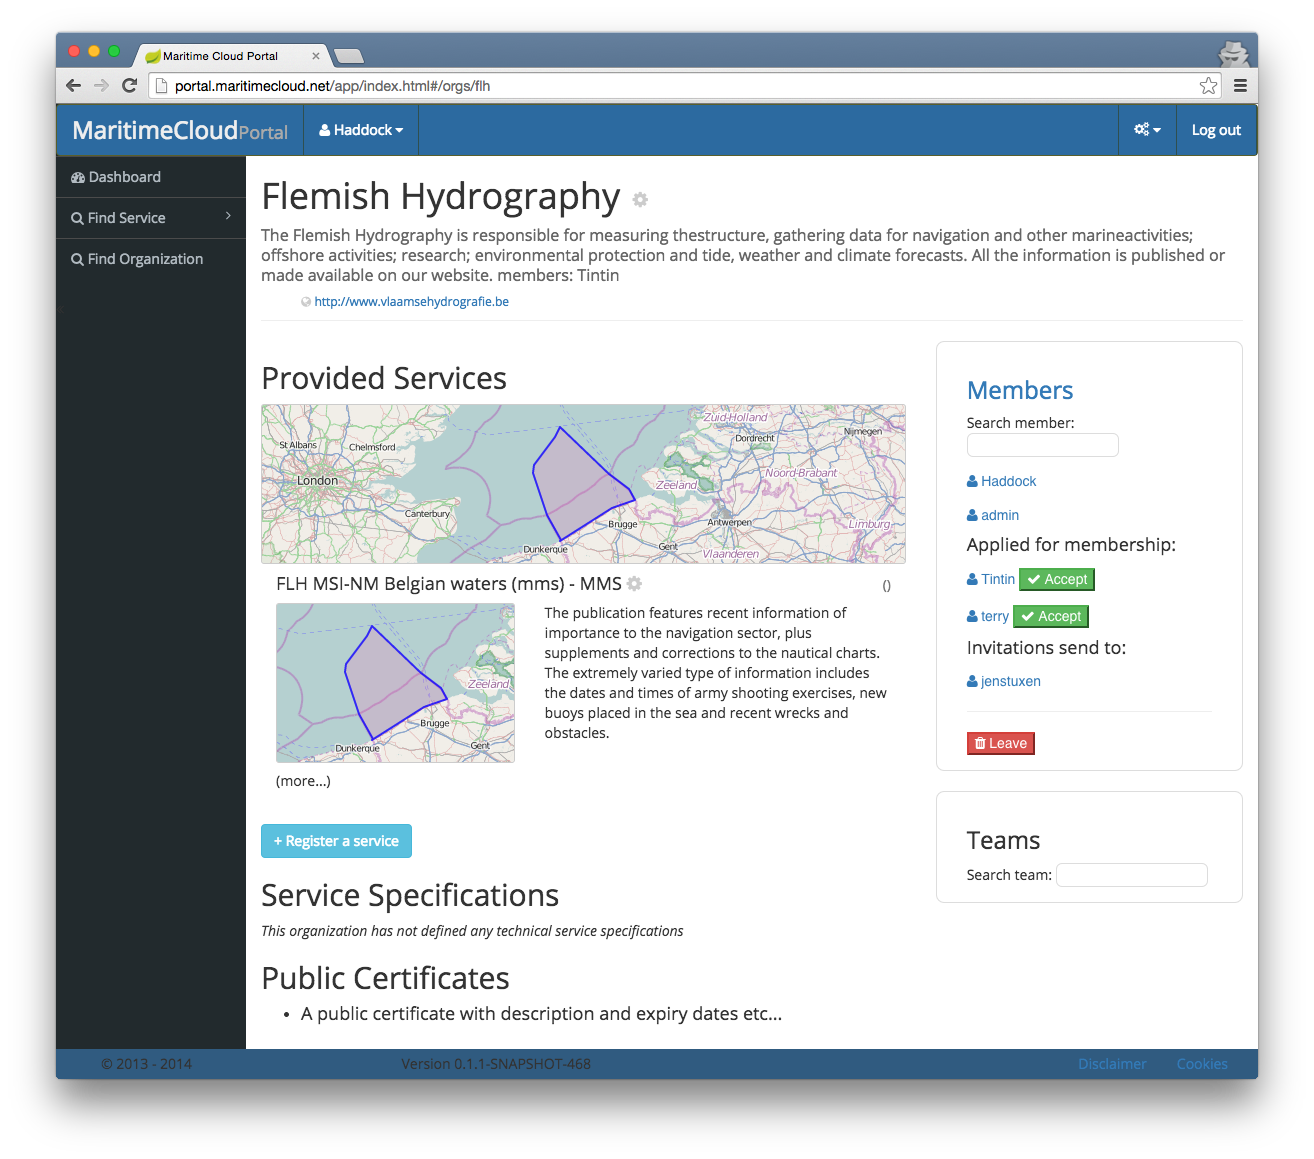 Maritime Cloud Portal
portal.maritimecloud.net/app/index.html#/orgs/flh
MaritimeCloudPortal
Haddock
Log out
Dashboard
Find Service
Find Organization
Flemish Hydrography
The Flemish Hydrography is responsible for measuring thestructure, gathering data for navigation and other marineactivities;
offshore activities; research; environmental protection and tide, weather and climate forecasts. All the information is published or
made available on our website. members: Tintin
http://www.vlaamsehydrografie.be
Provided Services
Zuid-Holland
Dordrecht
Nijmegen
St Albans
Chelmsford
London
Noord-Brabant
Zeeland
Canterbury
Brugge
Antwerpen
Limburg
Dunkerque
Gent
Vlaanderen
FLH MSI-NM Belgian waters (mms) - MMS
()
Zeeland
Brugge
Dunkerque
Gent
The publication features recent information of
importance to the navigation sector, plus
supplements and corrections to the nautical charts.
The extremely varied type of information includes
the dates and times of army shooting exercises, new
buoys placed in the sea and recent wrecks and
obstacles.
(more...)
+ Register a service
Service Specifications
This organization has not defined any technical service specifications
Public Certificates
• A public certificate with description and expiry dates etc...
Members
Search member:
Haddock
admin
Applied for membership:
Tintin Accept
terry Accept
Invitations send to:
jenstuxen
Leave
Teams
Search team:
© 2013 - 2014
Version 0.1.1-SNAPSHOT-468
Disclaimer
Cookies